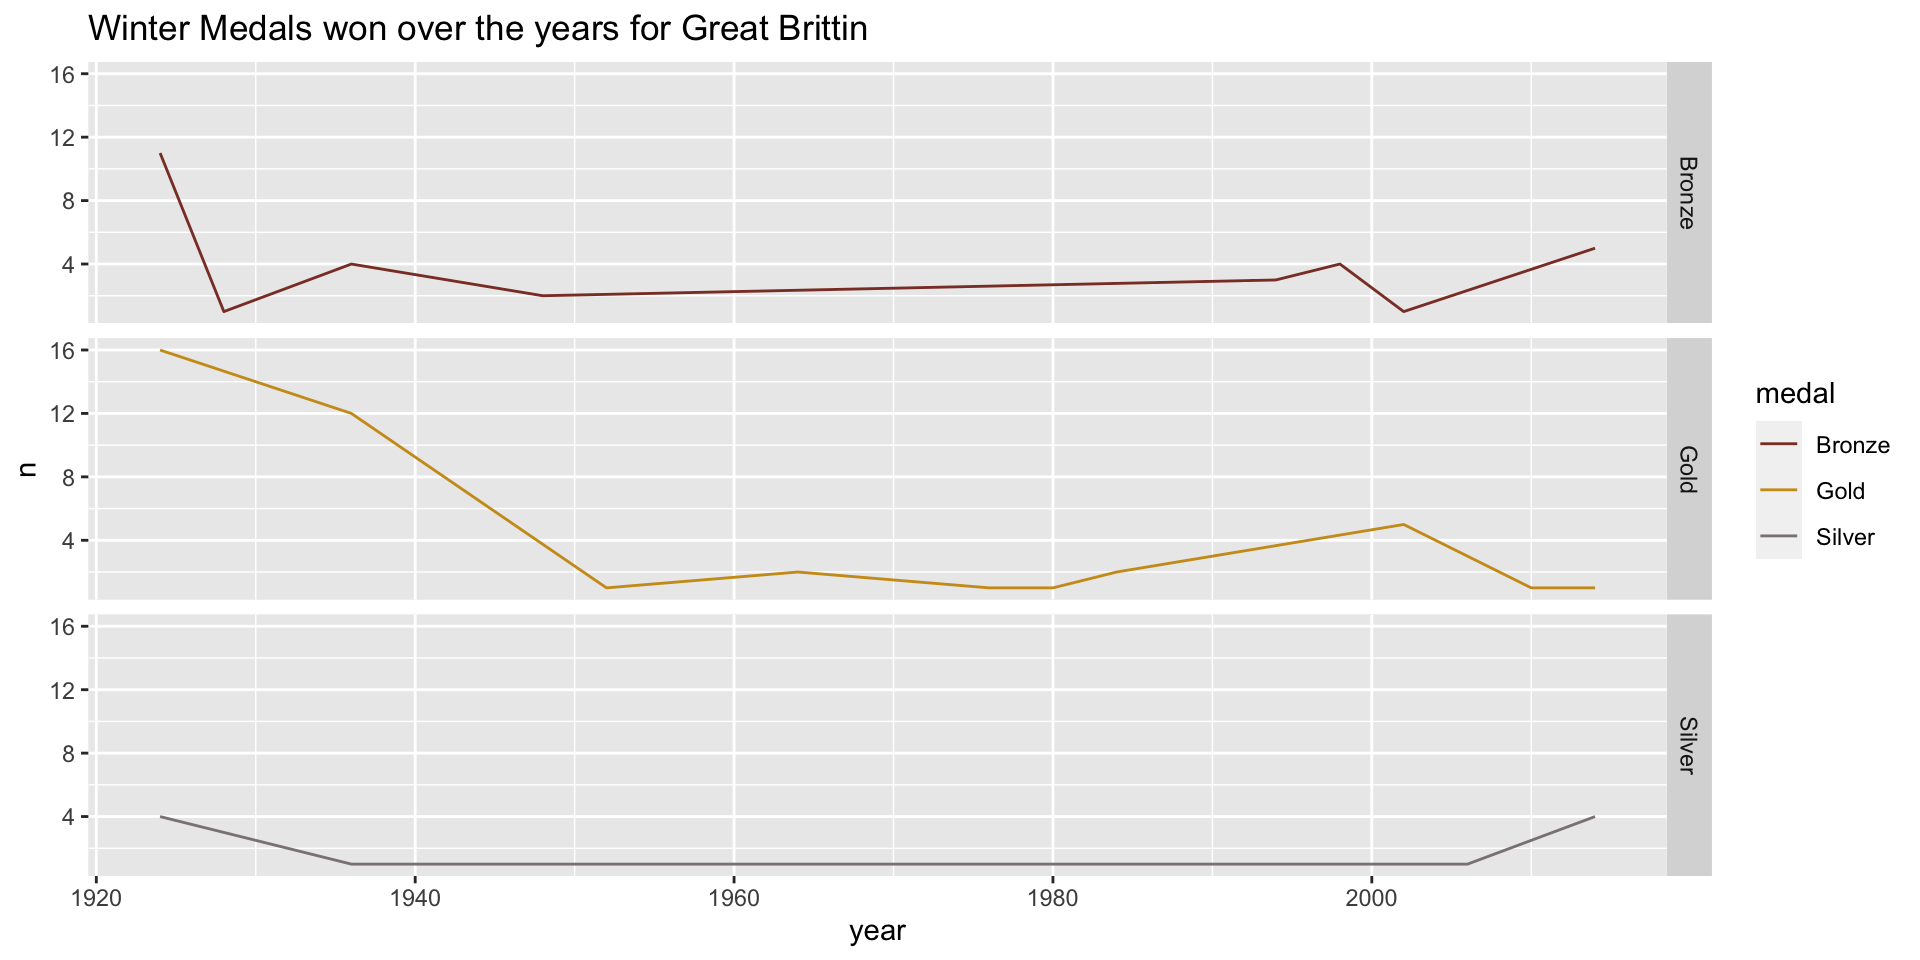 Winter Medals won over the years for Great Brittin
16
12
8
4
Bronze
16
12
8
4
Gold
n
16
12
8
4
Silver
1920 1940 1960 1980 2000
year
medal
Bronze
Gold
Silver